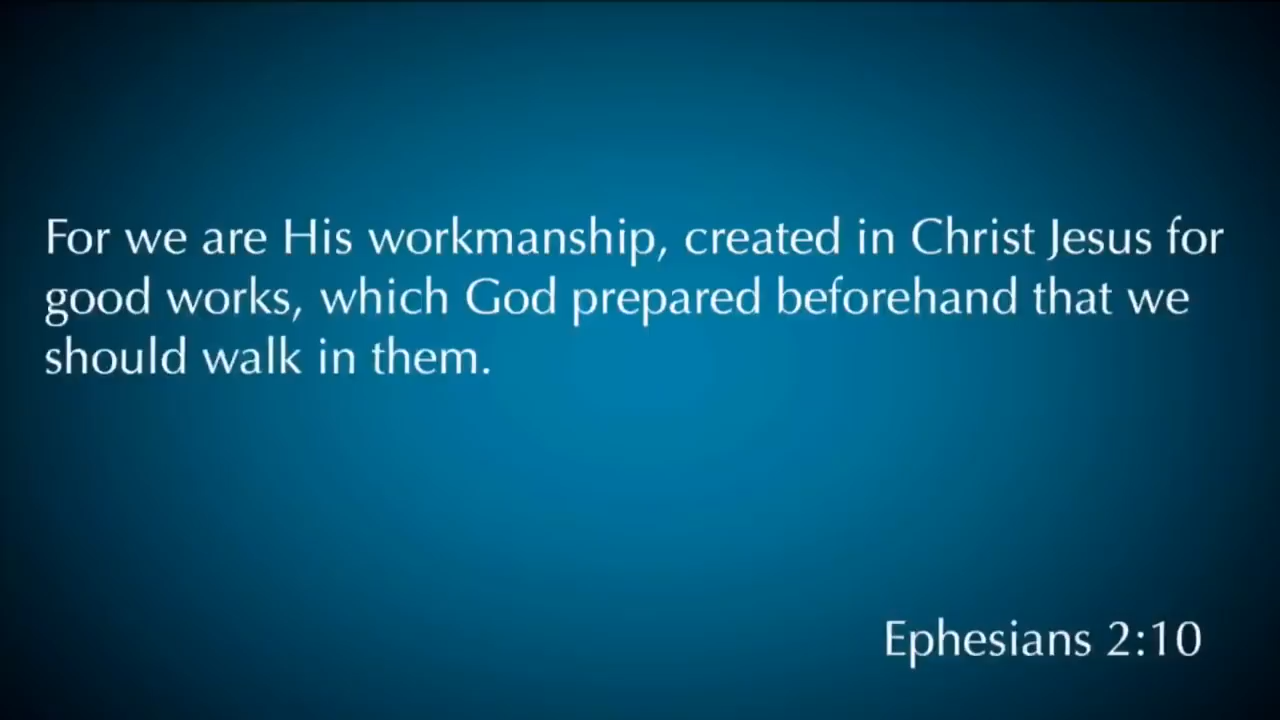 For we are His workmanship, created in Christ Jesus for
good works, which God prepared beforehand that we
should walk in them.
Ephesians 2:10